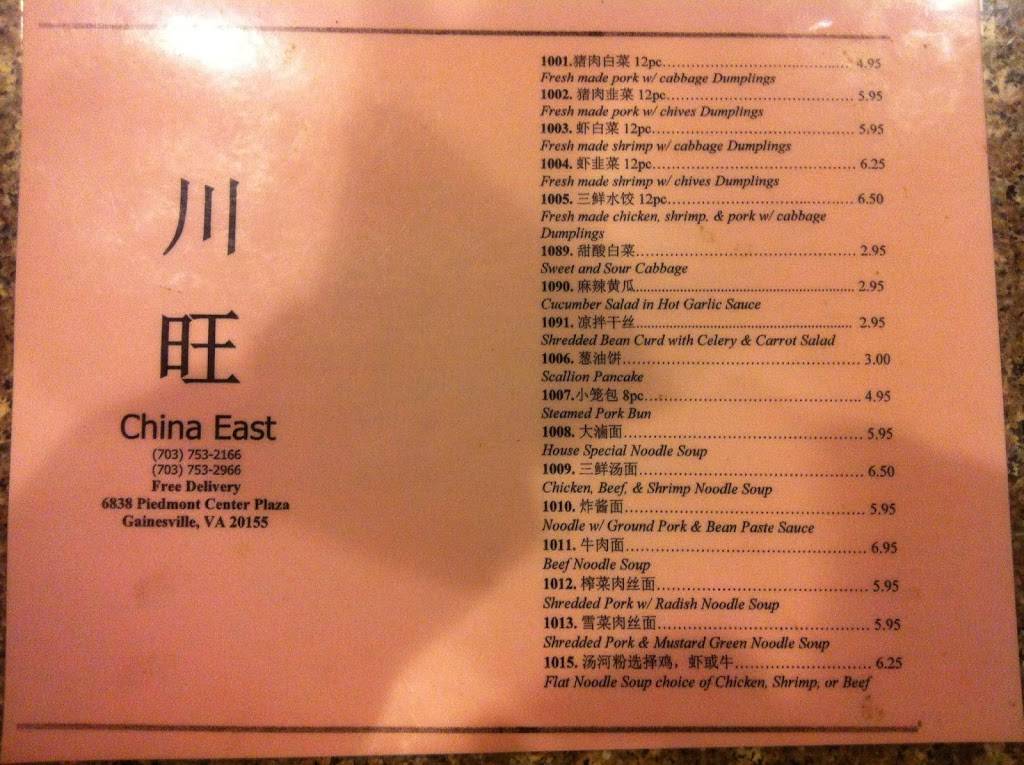 川
旺
China East
(703) 753-2166
(703) 753-2966
Free Delivery
6838 Piedmont Center Plaza
Gainesville, VA 20155
1001.猪肉白菜 12pc.......................................... 4.95
Fresh made pork w/ cabbage Dumplings
1002. 猪肉韭菜 12pc.......................................... 5.95
Fresh made pork w/ chives Dumplings
1003. 虾白菜 12pc.............................................. 5.95
Fresh made shrimp w/ cabbage Dumplings
1004. 虾韭菜 12pc.............................................. 6.25
Fresh made shrimp w/ chives Dumplings
1005. 三鲜水饺 12pc.......................................... 6.50
Fresh made chicken, shrimp, & pork w/ cabbage
Dumplings
1089. 甜酸白菜.................................................. 2.95
Sweet and Sour Cabbage
1090. 麻辣黄瓜.................................................. 2.95
Cucumber Salad in Hot Garlic Sauce
1091. 凉拌干丝.................................................. 2.95
Shredded Bean Curd with Celery & Carrot Salad
1006. 葱油饼...................................................... 3.00
Scallion Pancake
1007.小笼包 8pc................................................ 4.95
Steamed Pork Bun
1008. 大滷面...................................................... 5.95
House Special Noodle Soup
1009. 三鲜汤面.................................................. 6.50
Chicken, Beef, & Shrimp Noodle Soup
1010. 炸酱面...................................................... 5.95
Noodle w/ Ground Pork & Bean Paste Sauce
1011. 牛肉面...................................................... 6.95
Beef Noodle Soup
1012. 榨菜肉丝面.............................................. 5.95
Shredded Pork w/ Radish Noodle Soup
1013. 雪菜肉丝面.............................................. 5.95
Shredded Pork & Mustard Green Noodle Soup
1015. 汤河粉选择鸡，虾或牛............................ 6.25
Flat Noodle Soup choice of Chicken, Shrimp, or Beef